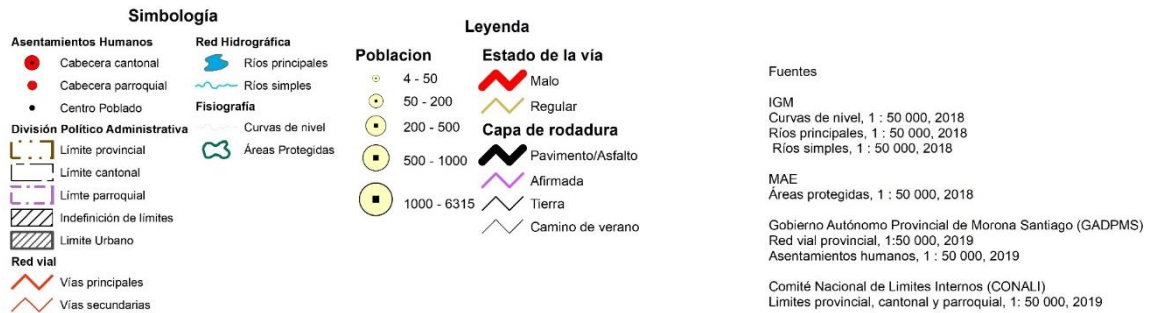 Simbología
Asentamientos Humanos
Cabecera cantonal
Cabecera parroquial
Centro Poblado
División Político Administrativa
Límite provincial
Límite cantonal
Límte parroquial
Indefinición de límites
Limite Urbano
Red vial
Vías principales
Vías secundarias
Red Hidrográfica
Ríos principales
Ríos simples
Fisiografía
Curvas de nivel
Áreas Protegidas
Leyenda
Poblacion
4 - 50
50 - 200
200 - 500
500 - 1000
1000 - 6315
Estado de la vía
Malo
Regular
Capa de rodadura
Pavimento/Asfalto
Afirmada
Tierra
Camino de verano
Fuentes
IGM
Curvas de nivel, 1 : 50 000, 2018
Ríos principales, 1 : 50 000, 2018
Ríos simples, 1 : 50 000, 2018
MAE
Áreas protegidas, 1 : 50 000, 2018
Gobierno Autónomo Provincial de Morona Santiago (GADPMS)
Red vial provincial, 1:50 000, 2019
Asentamientos humanos, 1 : 50 000, 2019
Comité Nacional de Limites Internos (CONALI)
Limites provincial, cantonal y parroquial, 1: 50 000, 2019